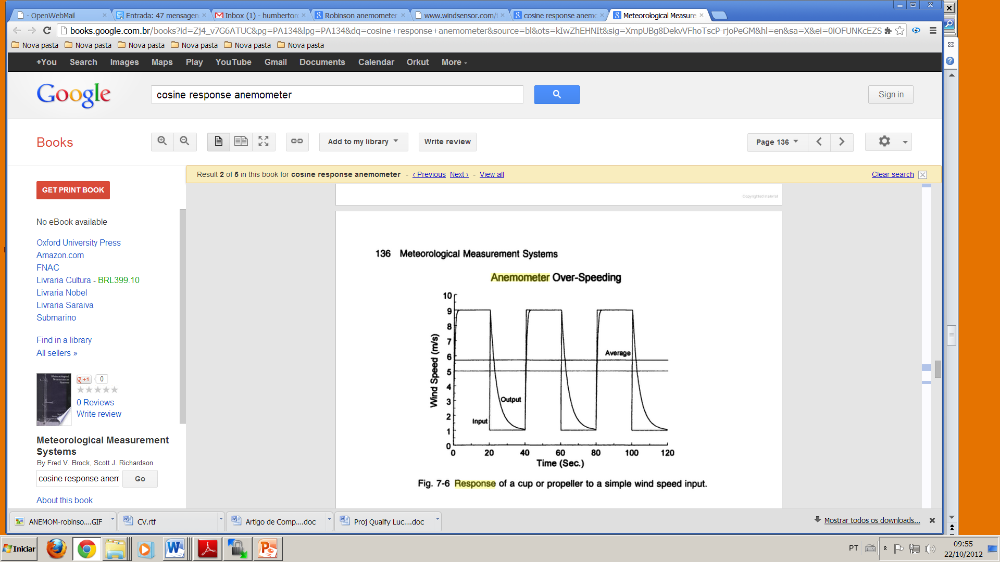 - OpenWebMail
Entrada: 47 mensagen
Inbox (1) - humbertoro
Robinson anemometer
www.windsensor.com/
cosine response anemo
Meteorological Measure
books.google.com.br/books?id=Zj4_v7G6ATUC&pg=PA134&lpg=PA134&dq=cosine+response+anemometer&source=bl&ots=kIwZhEHNIt&sig=XmpUBg8DekvVFhoTscP-rjoPeGM&hl=en&sa=X&ei=0iOFUNKcEZS
Nova pasta Nova pasta Nova pasta Nova pasta Nova pasta Nova pasta
+You Search Images Maps Play YouTube Gmail Documents Calendar Orkut More
Google
cosine response anemometer
Sign in
Books
Add to my library
Write review
Page 136
Result 2 of 5 in this book for cosine response anemometer - ‹ Previous Next › - View all
Clear search
GET PRINT BOOK
No eBook available
Oxford University Press
Amazon.com
FNAC
Livraria Cultura - BRL399.10
Livraria Nobel
Livraria Saraiva
Submarino
Find in a library
All sellers »
+1 0
0 Reviews
Write review
Meteorological Measurement
Systems
By Fred V. Brock, Scott J. Richardson
cosine response anem
Go
About this book
Copyrighted material
136 Meteorological Measurement Systems
Anemometer Over-Speeding
Wind Speed (m/s)
10
9
8
7
6
5
4
3
2
1
0
Average
Output
Input
0 20 40 60 80 100 120
Time (Sec.)
Fig. 7-6 Response of a cup or propeller to a simple wind speed input.
ANEMOM-robinso....GIF
CV.rtf
Artigo de Comp....doc
Proj Qualify Luc....doc
Mostrar todos os downloads...
Iniciar
PT
09:55
22/10/2012